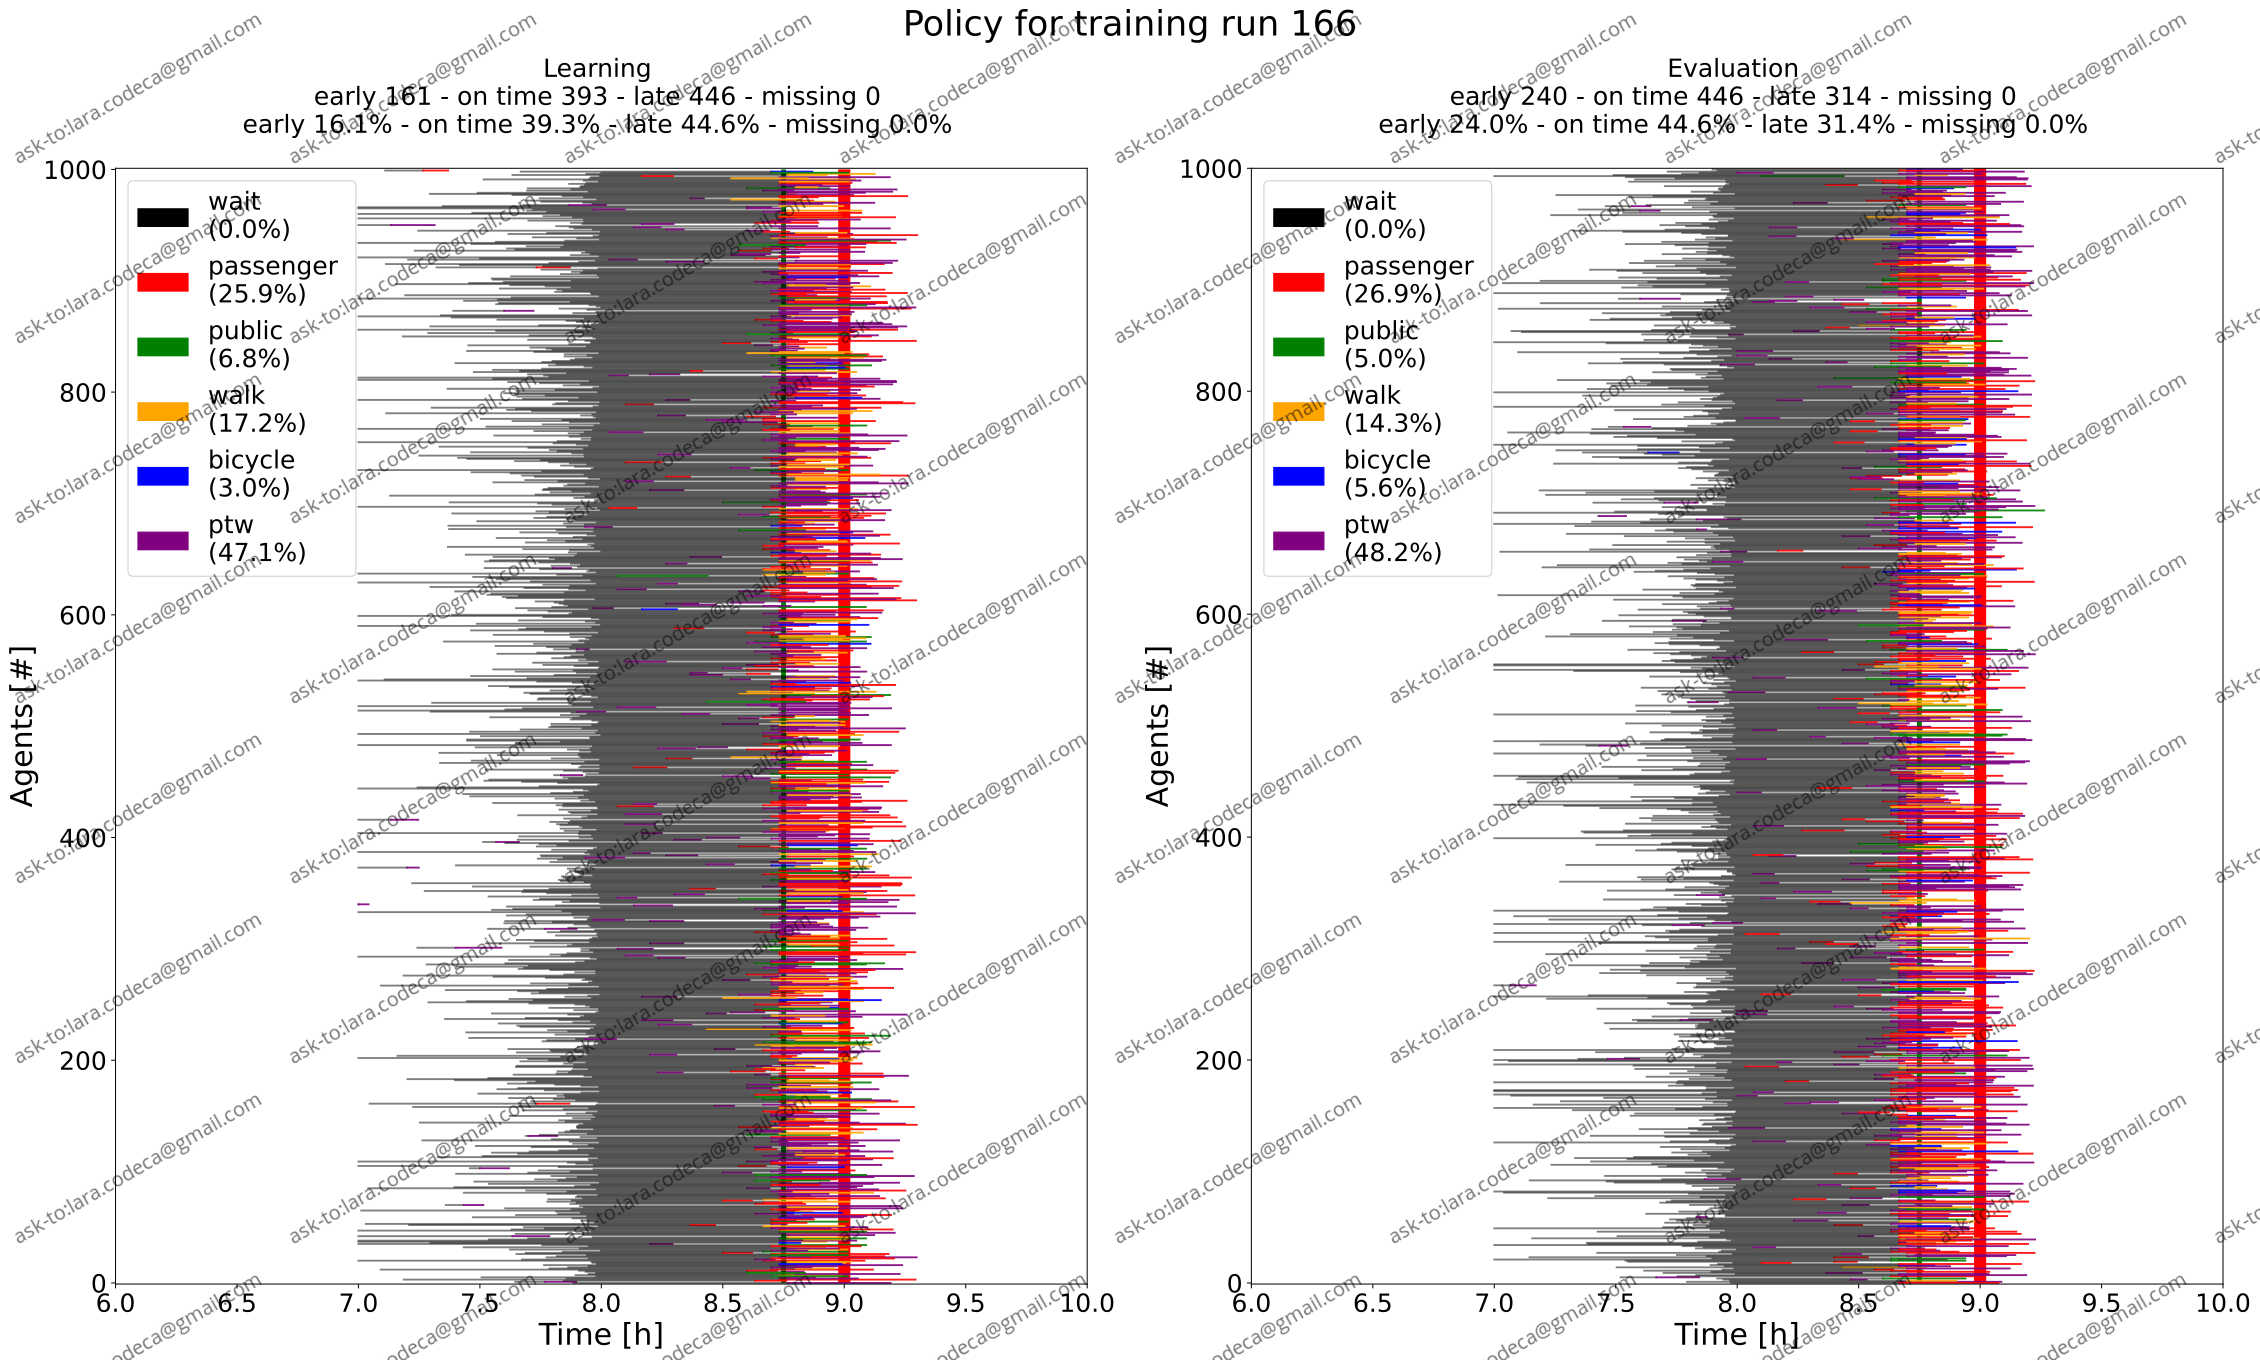 Policy for training run 166
Learning
early 161 - on time 393 - late 446 - missing 0
early 16.1% - on time 39.3% - late 44.6% - missing 0.0%
1000
800
600
400
200
0
Agents [#]
wait
(0.0%)
passenger
(25.9%)
public
(6.8%)
walk
(17.2%)
bicycle
(3.0%)
ptw
(47.1%)
6.0 6.5 7.0 7.5 8.0 8.5 9.0 9.5 10.0
Time [h]
Evaluation
early 240 - on time 446 - late 314 - missing 0
early 24.0% - on time 44.6% - late 31.4% - missing 0.0%
1000
800
600
400
200
0
Agents [#]
wait
(0.0%)
passenger
(26.9%)
public
(5.0%)
walk
(14.3%)
bicycle
(5.6%)
ptw
(48.2%)
6.0 6.5 7.0 7.5 8.0 8.5 9.0 9.5 10.0
Time [h]
ask-to:lara.codeca@gmail.com